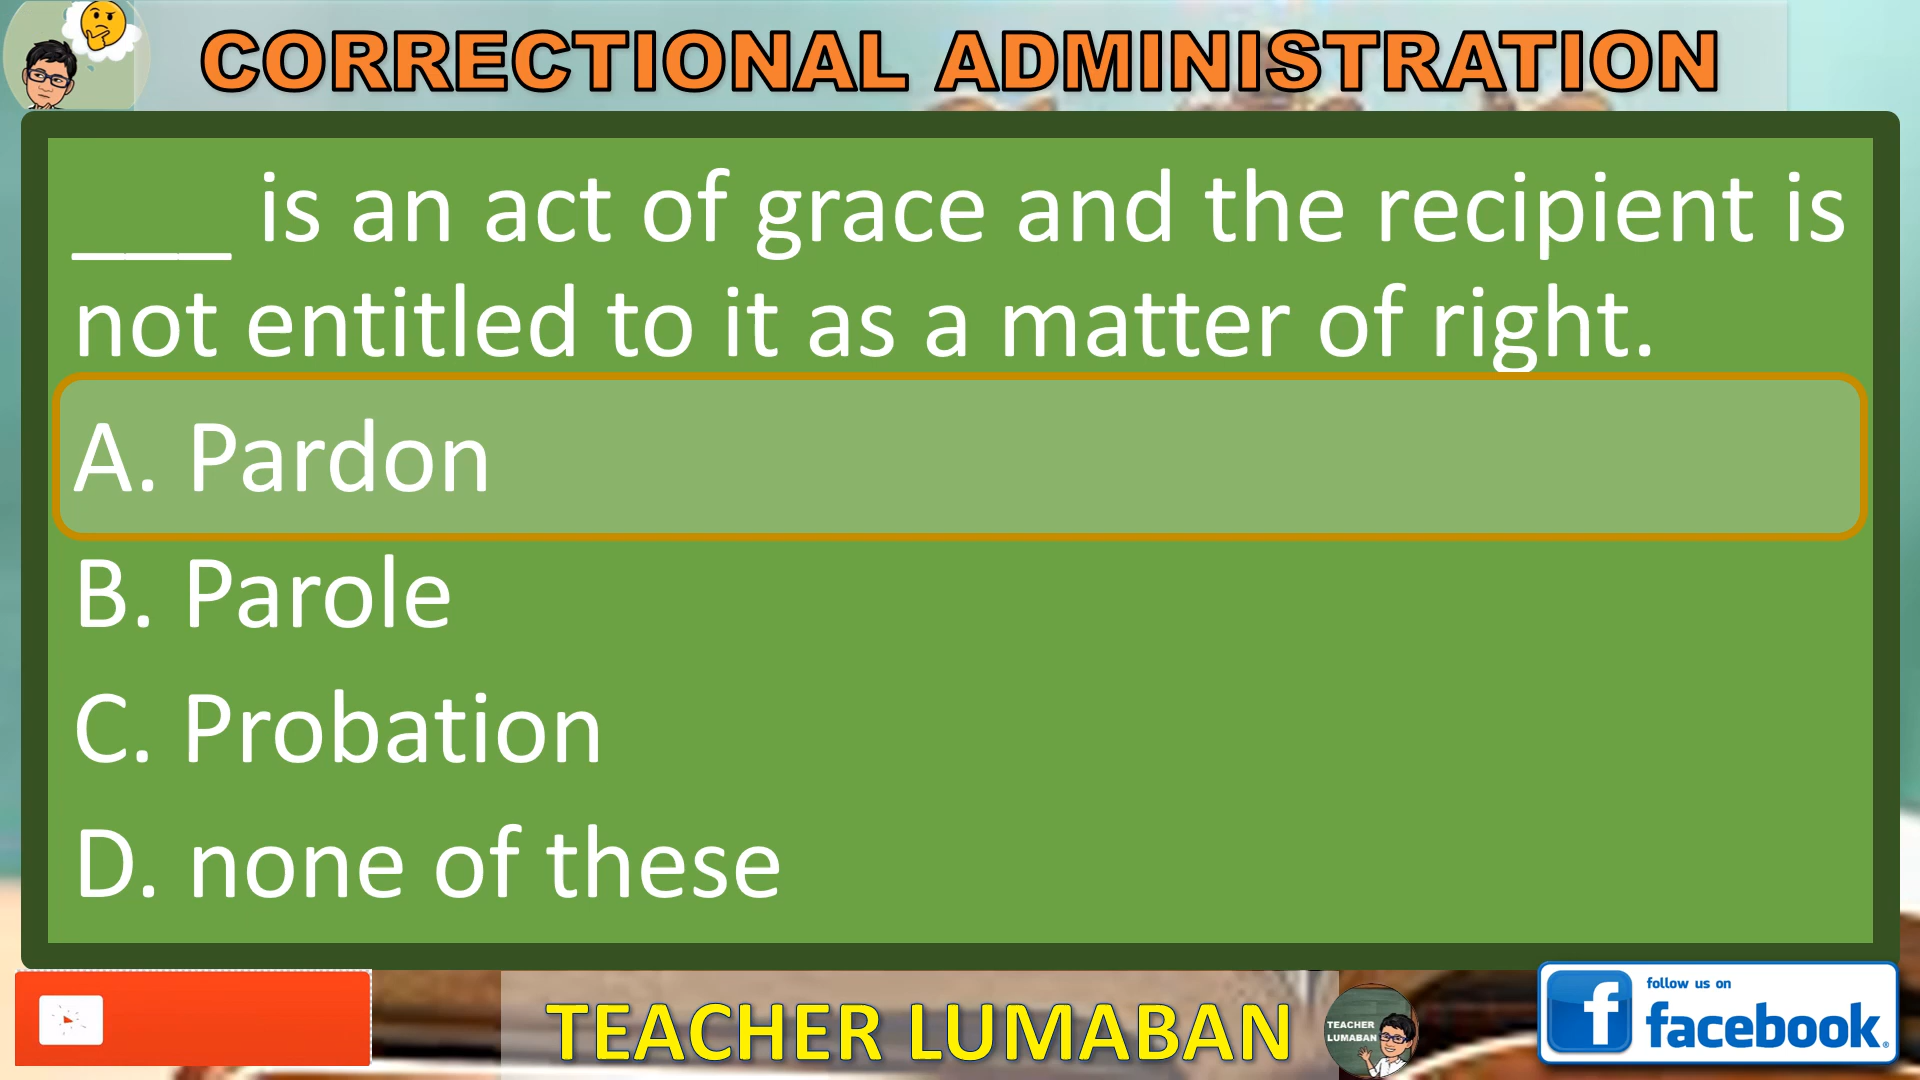 CORRECTIONAL ADMINISTRATION
___ is an act of grace and the recipient is
not entitled to it as a matter of right.
A. Pardon
B. Parole
C. Probation
D. none of these
TEACHER LUMABAN
TEACHER
LUMABAN
follow us on
facebook